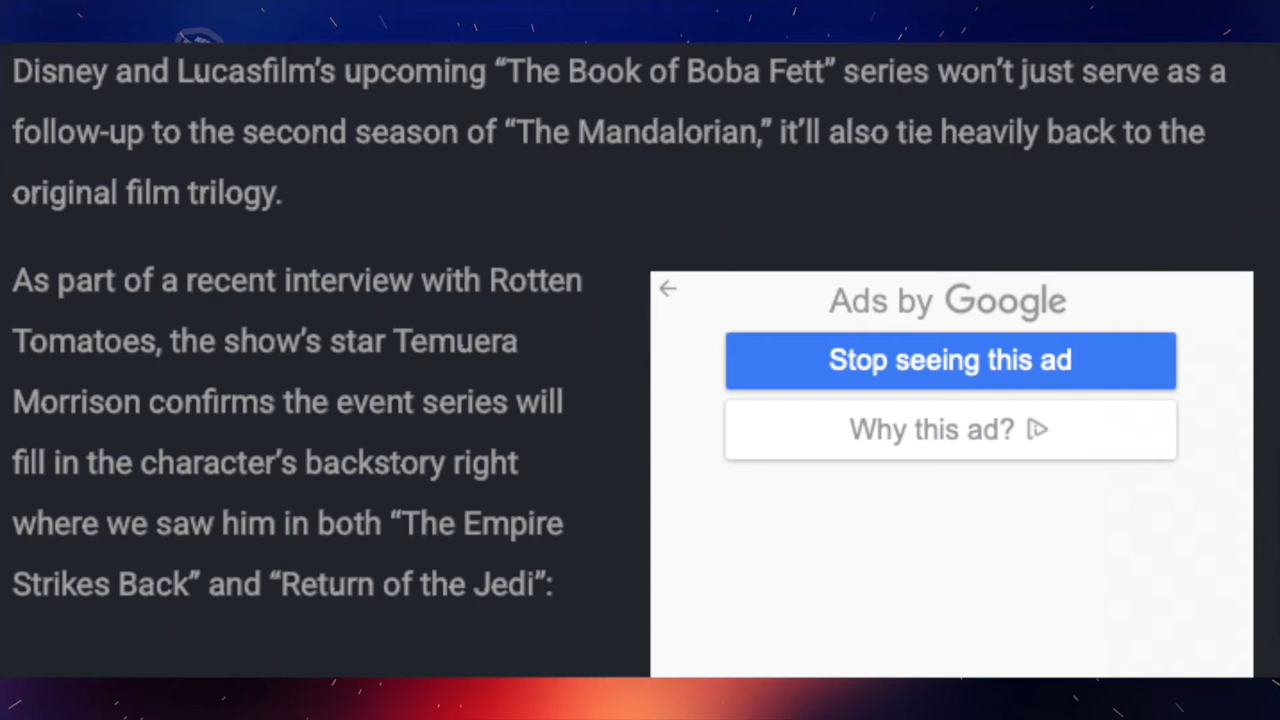 Disney and Lucasfilm’s upcoming “The Book of Boba Fett” series won’t just serve as a
follow-up to the second season of “The Mandalorian,” it’ll also tie heavily back to the
original film trilogy.
As part of a recent interview with Rotten
Tomatoes, the show’s star Temuera
Morrison confirms the event series will
fill in the character’s backstory right
where we saw him in both “The Empire
Strikes Back” and “Return of the Jedi”:
Ads by Google
Stop seeing this ad
Why this ad?